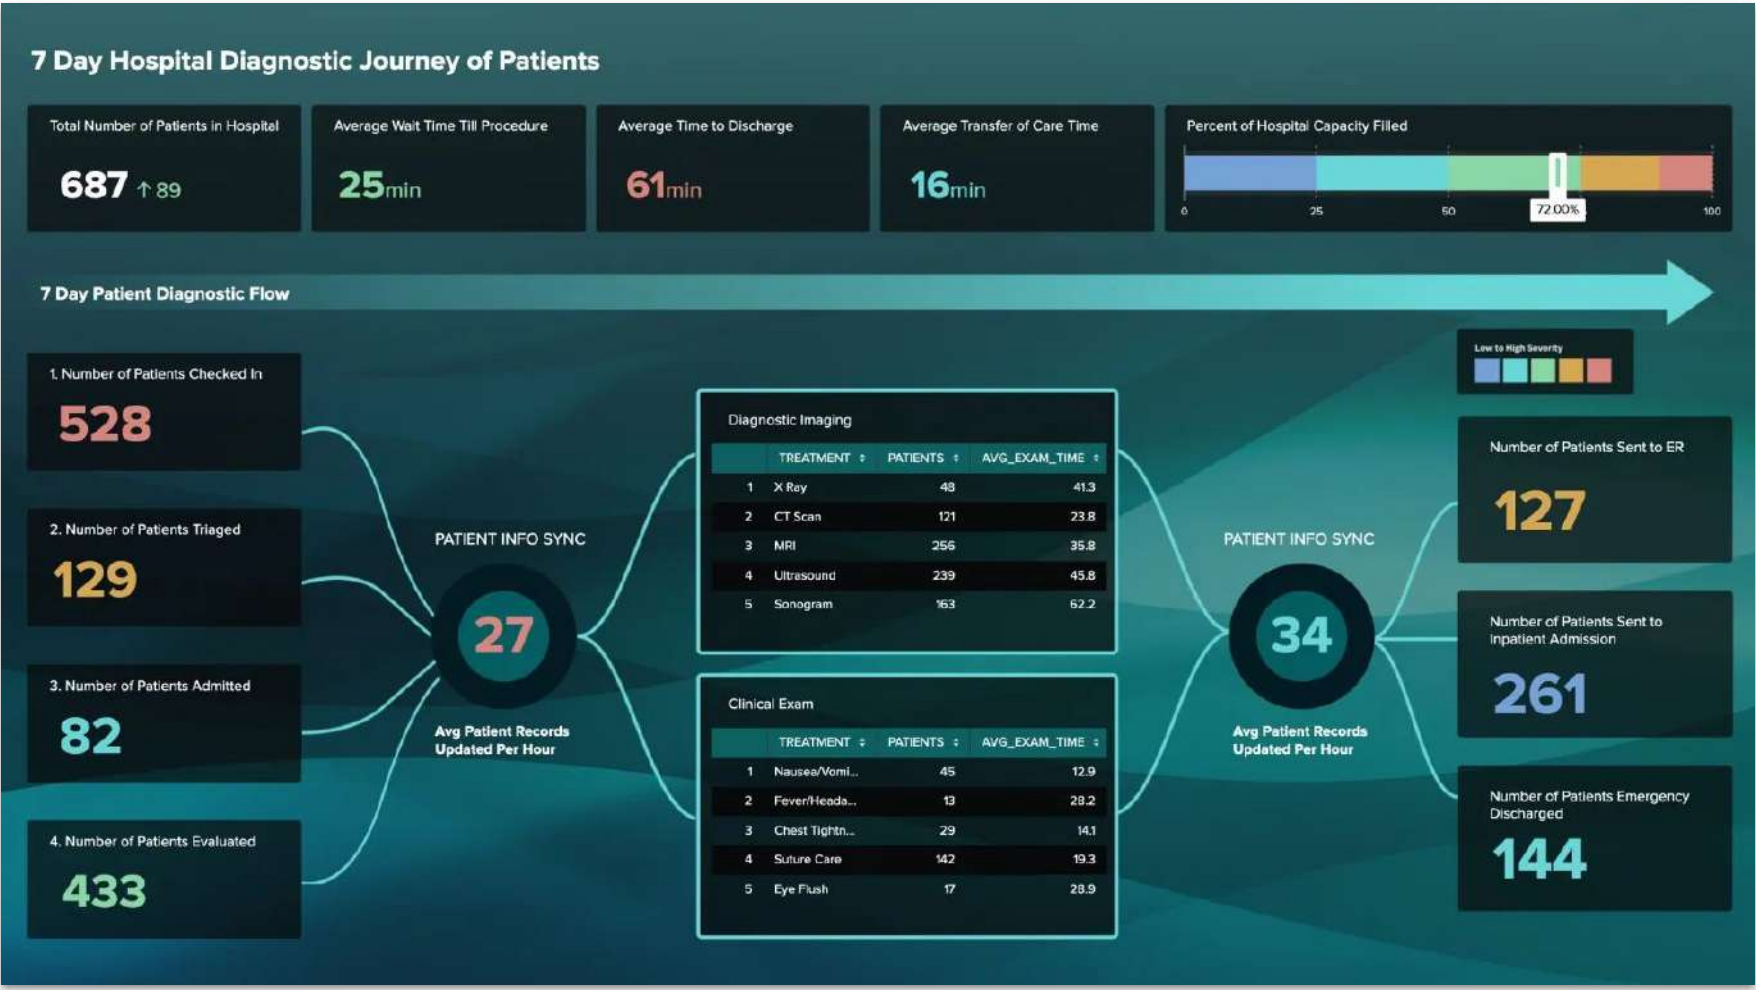 7 Day Hospital Diagnostic Journey of Patients
Total Number of Patients in Hospital
687 ↑ 89
Average Wait Time Till Procedure
25min
Average Time to Discharge
61min
Average Transfer of Care Time
16min
Percent of Hospital Capacity Filled
0 25 50 72.00% 100
7 Day Patient Diagnostic Flow
Low to High Severity
1. Number of Patients Checked In
528
2. Number of Patients Triaged
129
3. Number of Patients Admitted
82
4. Number of Patients Evaluated
433
PATIENT INFO SYNC
27
Avg Patient Records
Updated Per Hour
Diagnostic Imaging
TREATMENT PATIENTS AVG_EXAM_TIME
1 X Ray 48 41.3
2 CT Scan 121 23.8
3 MRI 256 35.8
4 Ultrasound 239 45.8
5 Sonogram 163 62.2
Clinical Exam
TREATMENT PATIENTS AVG_EXAM_TIME
1 Nausea/Vomi... 45 12.9
2 Fever/Heada... 13 28.2
3 Chest Tightn... 29 14.1
4 Suture Care 142 19.3
5 Eye Flush 17 28.9
PATIENT INFO SYNC
34
Avg Patient Records
Updated Per Hour
Number of Patients Sent to ER
127
Number of Patients Sent to
Inpatient Admission
261
Number of Patients Emergency
Discharged
144